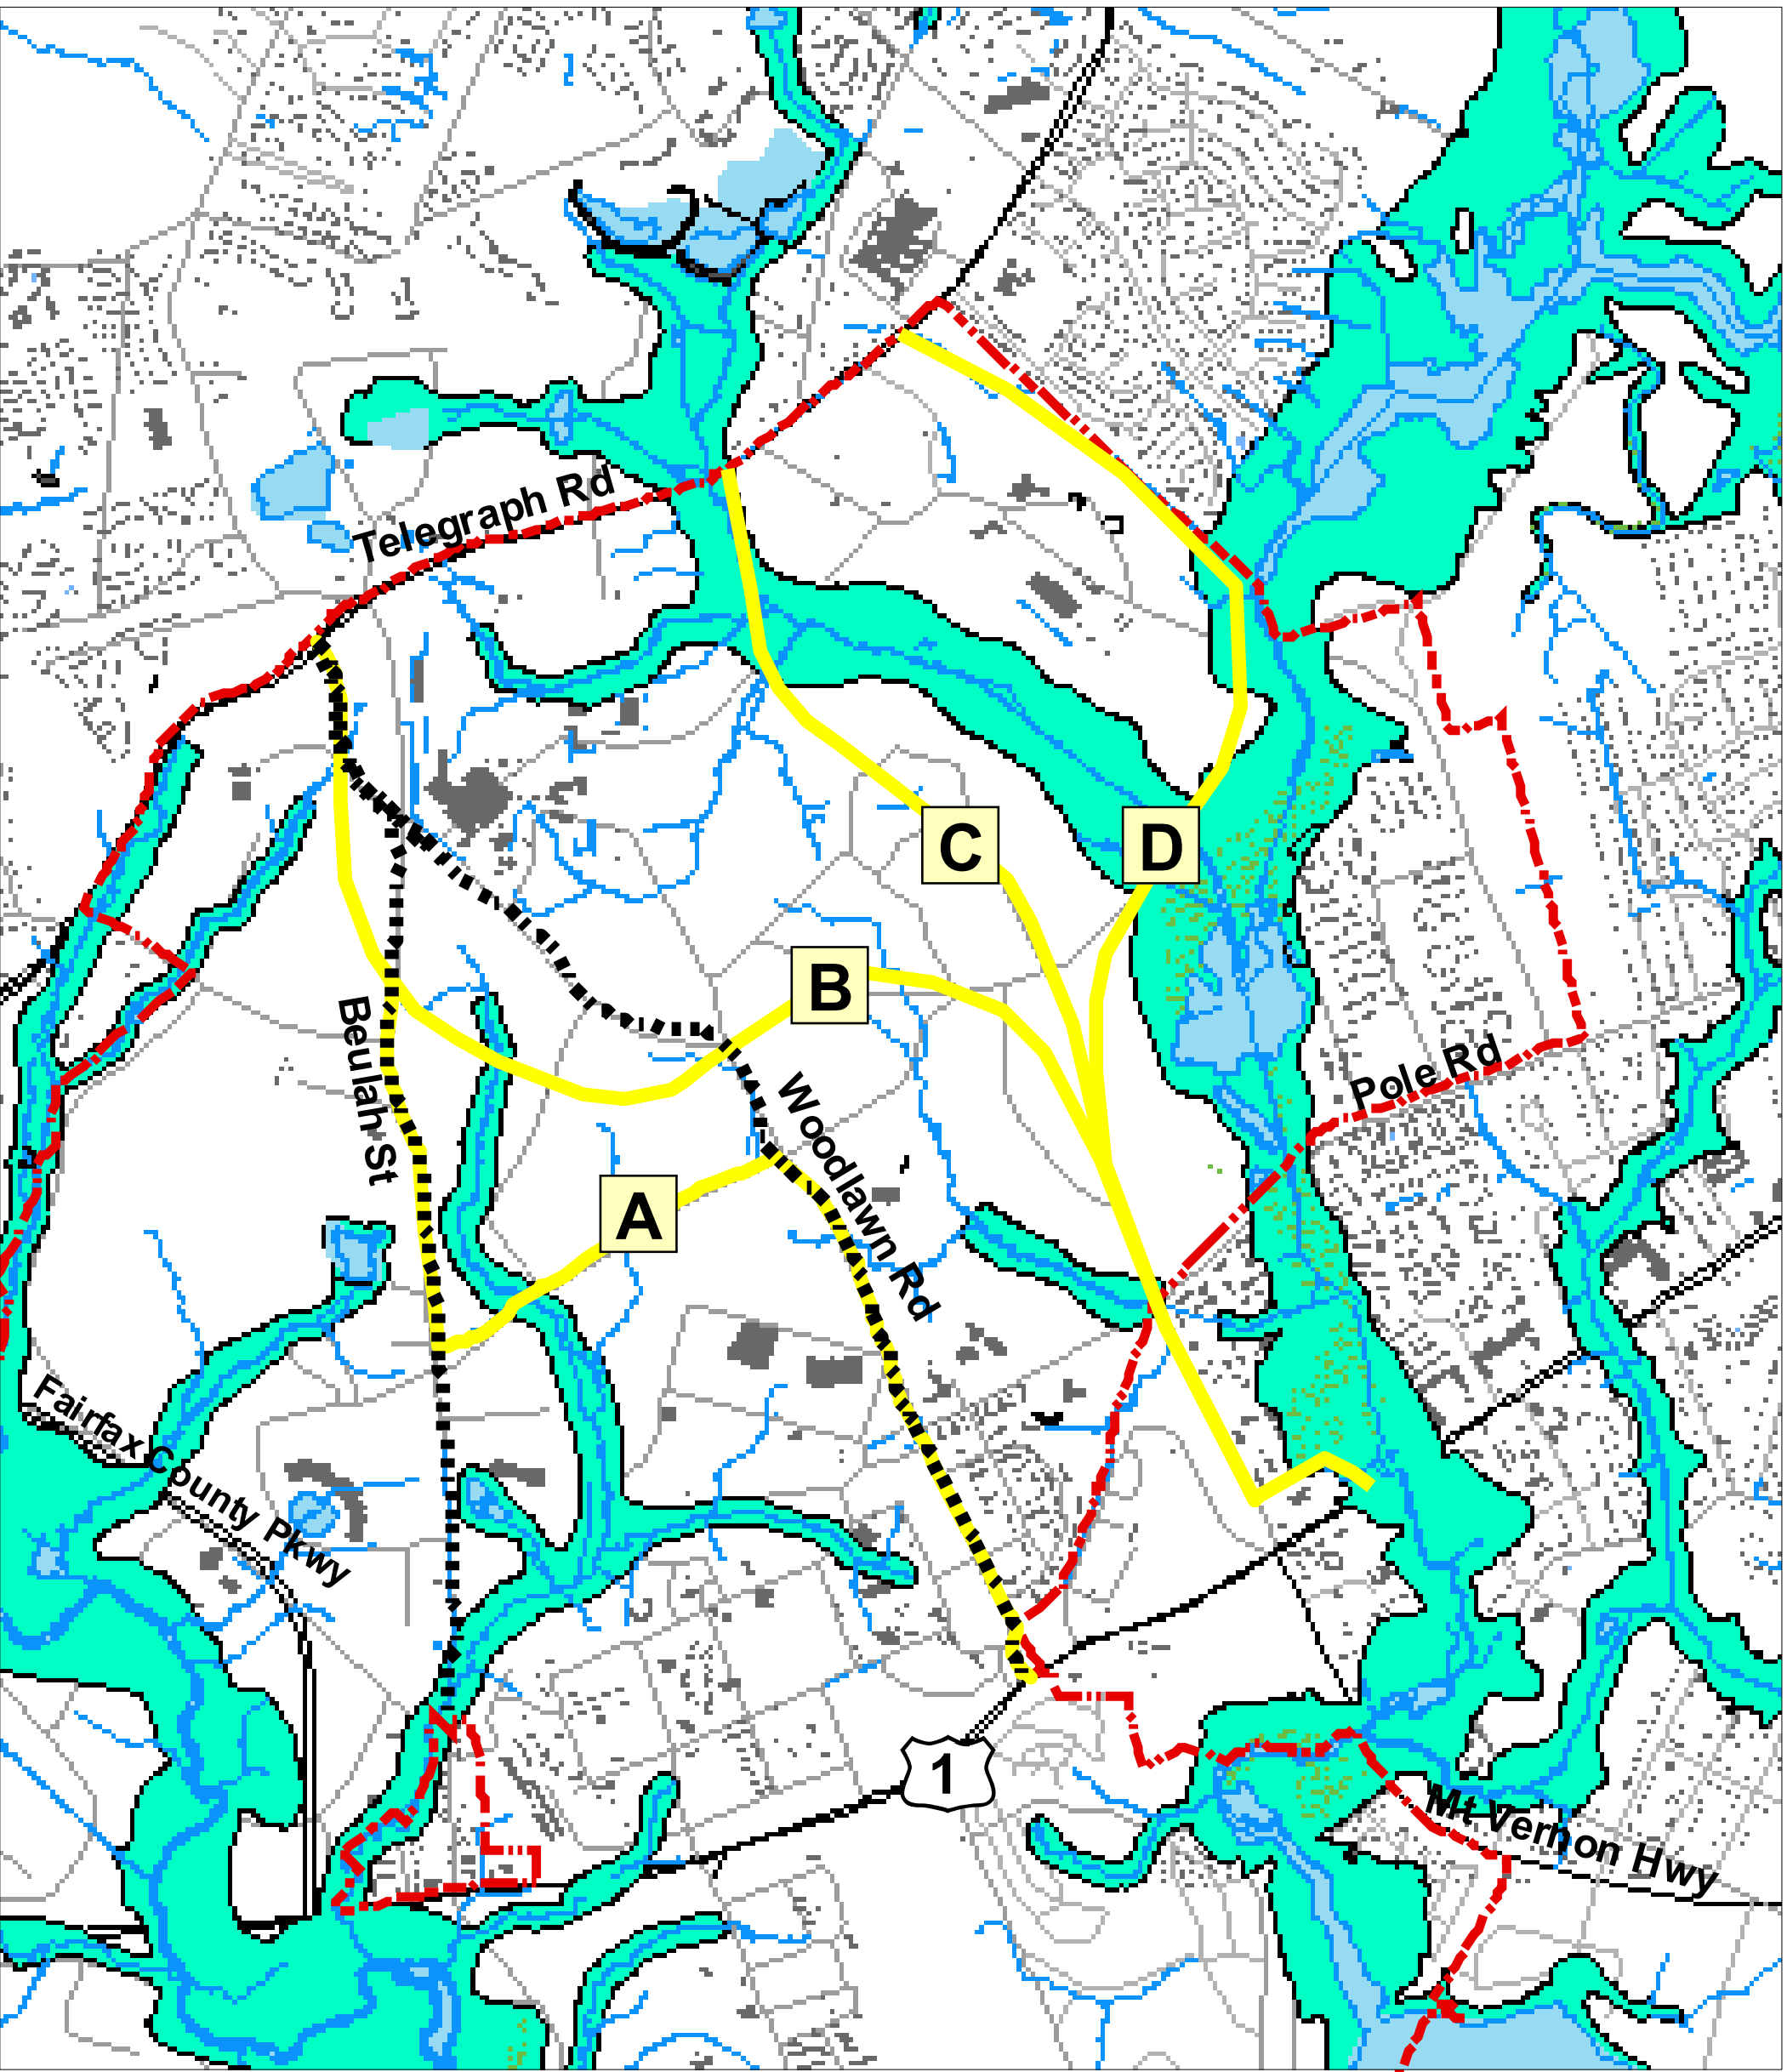 Telegraph Rd
C
D
B
Beulah St
Pole Rd
Woodlawn Rd
A
Fairfax County Pkwy
1
Mt Vernon Hwy